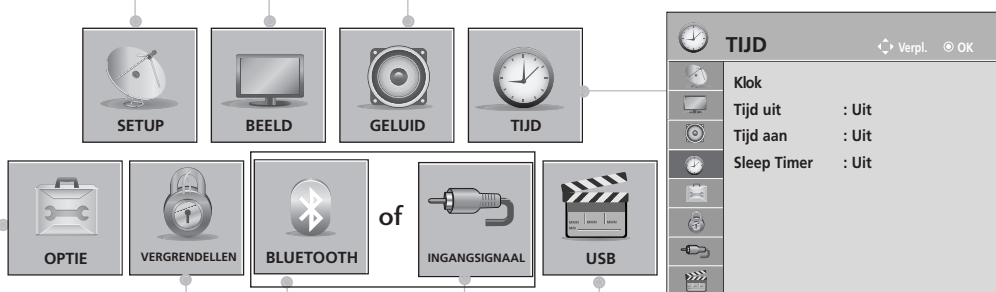 SETUP
BEELD
GELUID
TIJD
OPTIE
VERGRENDELLEN
BLUETOOTH
of
INGANGSIGNAAL
USB
TIJD
Verpl.
OK
Klok
Tijd uit : Uit
Tijd aan : Uit
Sleep Timer : Uit